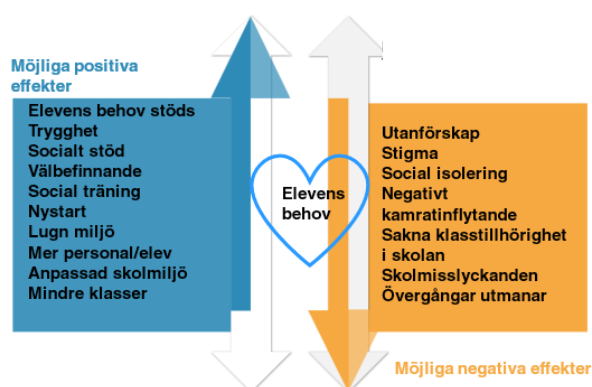 Möjliga positiva
effekter
Elevens behov stöds
Trygghet
Socialt stöd
Välbefinnande
Social träning
Nystart
Lugn miljö
Mer personal/elev
Anpassad skolmiljö
Mindre klasser
Elevens
behov
Utanförskap
Stigma
Social isolering
Negativt
kamratinflytande
Sakna klasstillhörighet
i skolan
Skolmisslyckanden
Övergångar utmanar
Möjliga negativa effekter